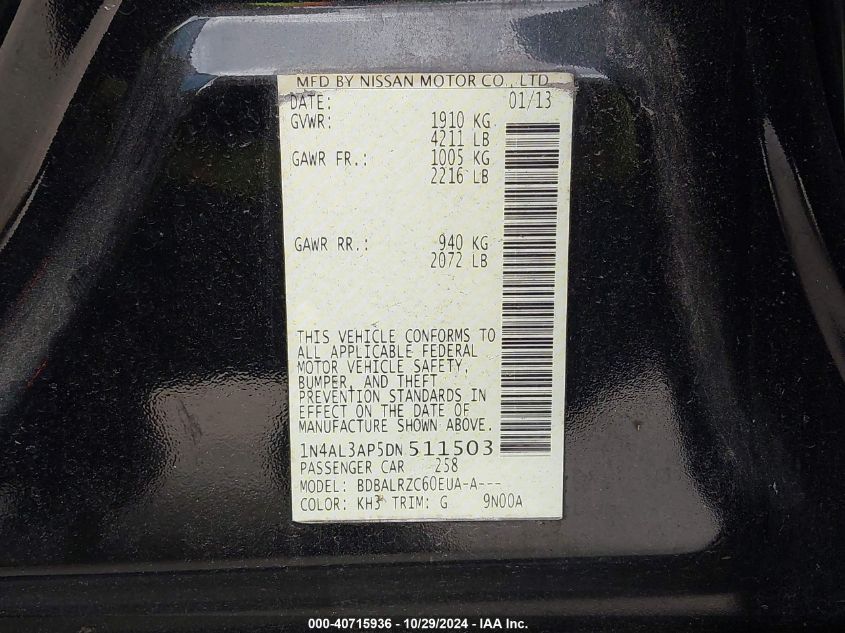 MFD BY NISSAN MOTOR CO., LTD
DATE: 01/13
GVWR: 1910 KG
4211 LB
GAWR FR.: 1005 KG
2216 LB
GAWR RR.: 940 KG
2072 LB
THIS VEHICLE CONFORMS TO
ALL APPLICABLE FEDERAL
MOTOR VEHICLE SAFETY,
BUMPER, AND THEFT
PREVENTION STANDARDS IN
EFFECT ON THE DATE OF
MANUFACTURE SHOWN ABOVE.
1N4AL3AP5DN 511503
PASSENGER CAR 258
MODEL: BDBALRZC60EUA-A---
COLOR: KH3 TRIM: G 9N00A
000-40715936 - 10/29/2024 - IAA Inc.